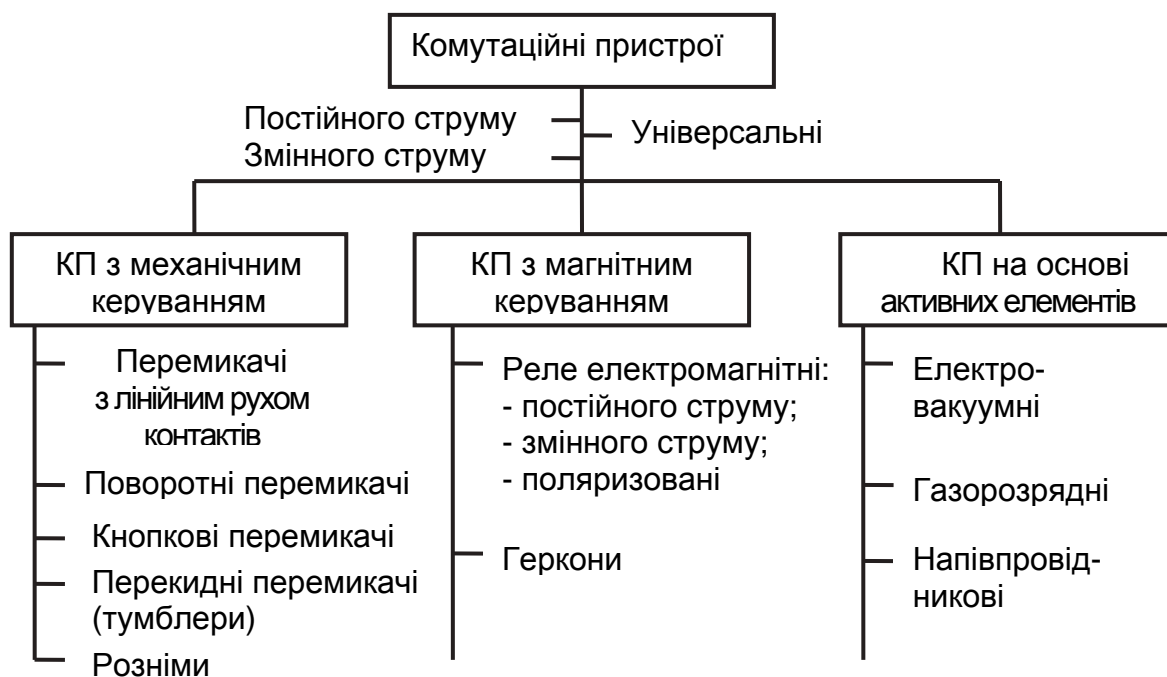 Комутаційні пристрої
Постійного струму
Змінного струму
Універсальні
КП з механічним
керуванням
Перемикачі
з лінійним рухом
контактів
Поворотні перемикачі
Кнопкові перемикачі
Перекидні перемикачі
(тумблери)
Розніми
КП з магнітним
керуванням
Реле електромагнітні:
- постійного струму;
- змінного струму;
- поляризовані
Геркони
КП на основі
активних елементів
Електро-
вакуумні
Газорозрядні
Напівпровід-
никові